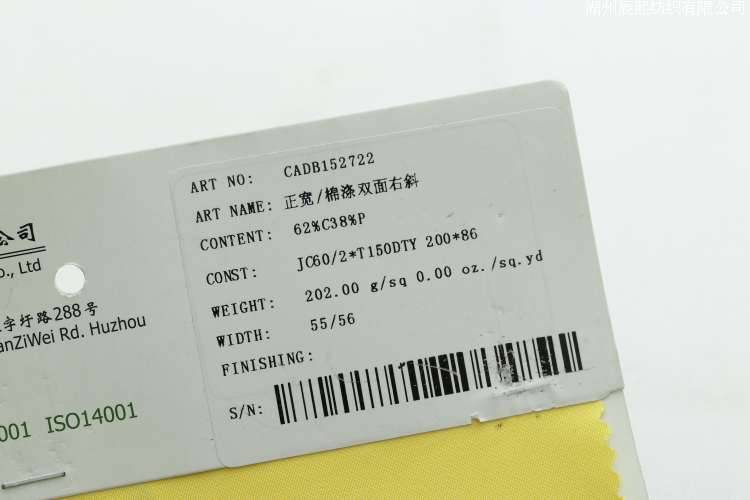 湖州辰熙纺织有限公司
公司
Ltd
字圩路288号
ZiWei Rd. Huzhou
001 ISO14001
ART NO: CADB152722
ART NAME: 正宽/棉涤双面右斜
CONTENT: 62%C38%P
CONST: JC60/2*T150DTY 200*86
WEIGHT: 202.00 g/sq 0.00 oz./sq.yd
WIDTH: 55/56
FINISHING:
S/N: